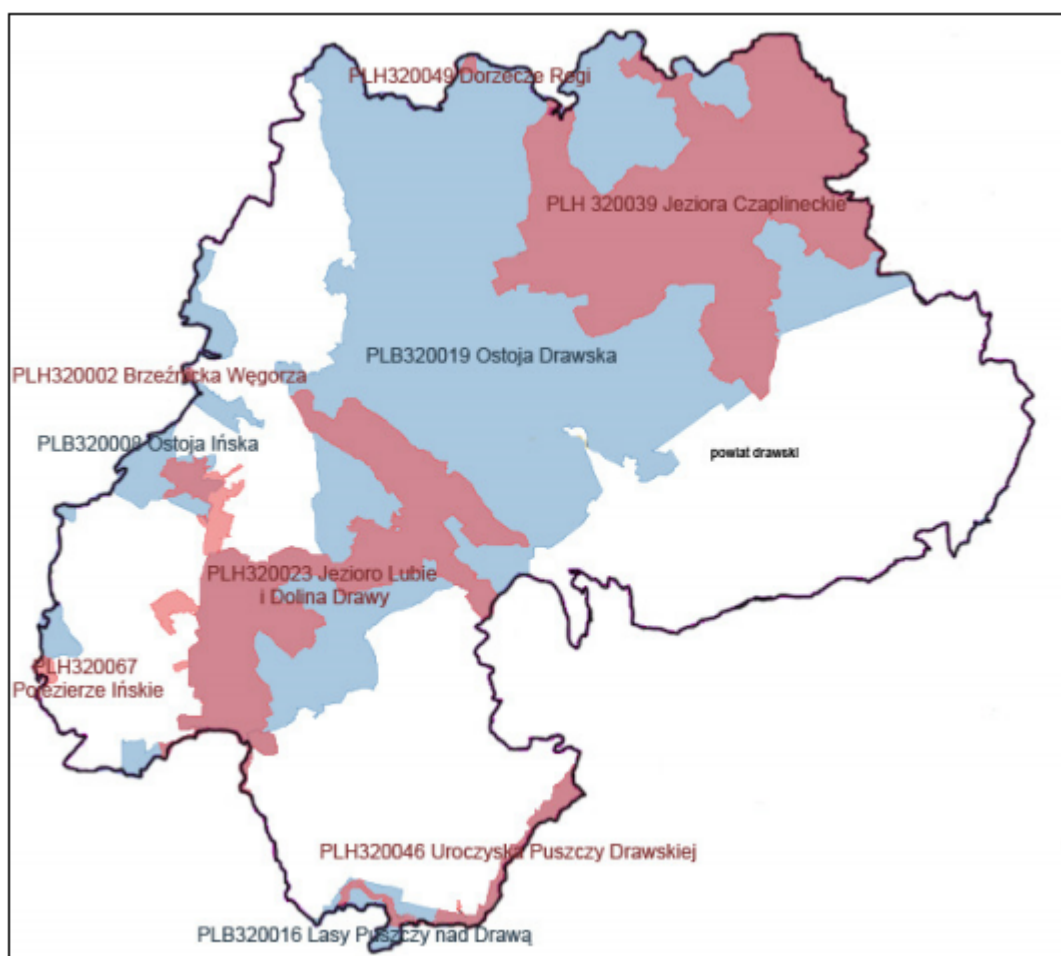 PLH320049 Dorzecze Regi
PLH 320039 Jeziora Czaplineckie
PLB320019 Ostoja Drawska
PLH320002 Brzeźnicka Węgorza
PLB320008 Ostoja Ińska
powiat drawski
PLH320023 Jezioro Lubie
i Dolina Drawy
PLH320067
Pojezierze Ińskie
PLH320046 Uroczyska Puszczy Drawskiej
PLB320016 Lasy Puszczy nad Drawą